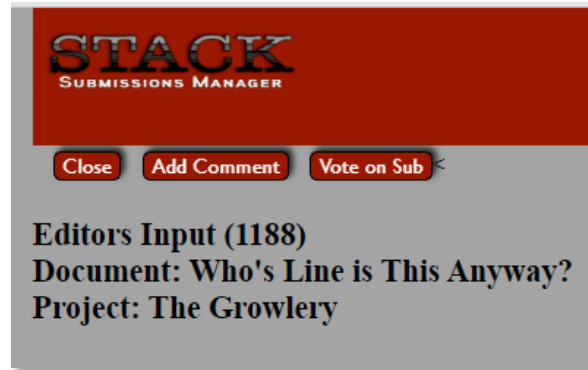 STACK
SUBMISSIONS MANAGER
Close Add Comment Vote on Sub <
Editors Input (1188)
Document: Who's Line is This Anyway?
Project: The Growlery